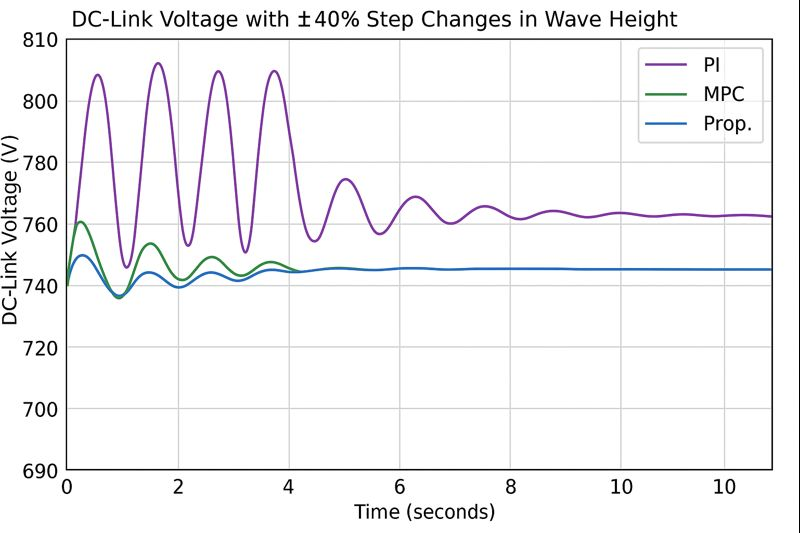 DC-Link Voltage with ±40% Step Changes in Wave Height
810
800
780
760
740
720
700
690
DC-Link Voltage (V)
PI
MPC
Prop.
0 2 4 6 8 10 10
Time (seconds)